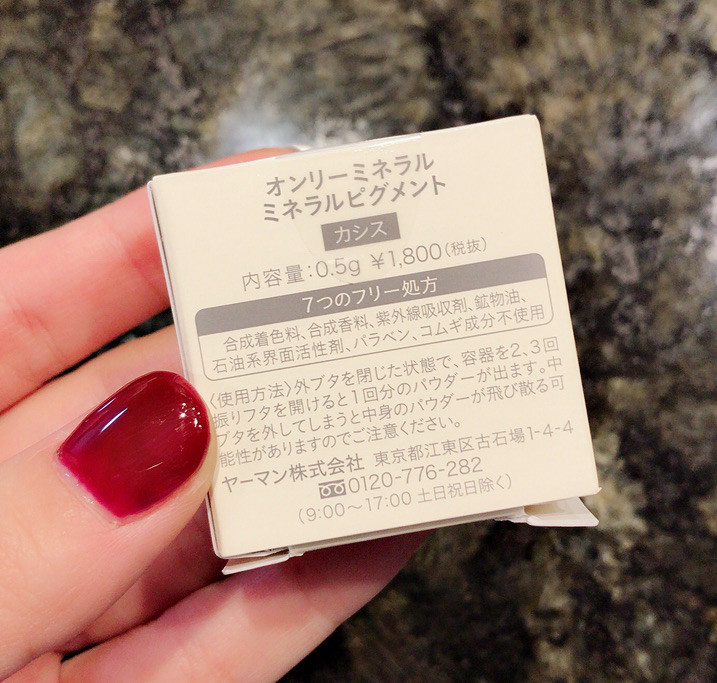 オンリーミネラル
ミネラルピグメント
カシス
内容量:0.5g ¥1,800(税抜)
7つのフリー処方
合成着色料、合成香料、紫外線吸収剤、鉱物油、
石油系界面活性剤、パラベン、コムギ成分不使用
〈使用方法〉外ブタを閉じた状態で、容器を2、3回
振りフタを開けると1回分のパウダーが出ます。中
ブタを外してしまうと中身のパウダーが飛び散る可
能性がありますのでご注意ください。
ヤーマン株式会社 東京都江東区古石場1-4-4
0120-776-282
(9:00〜17:00 土日祝日除く)